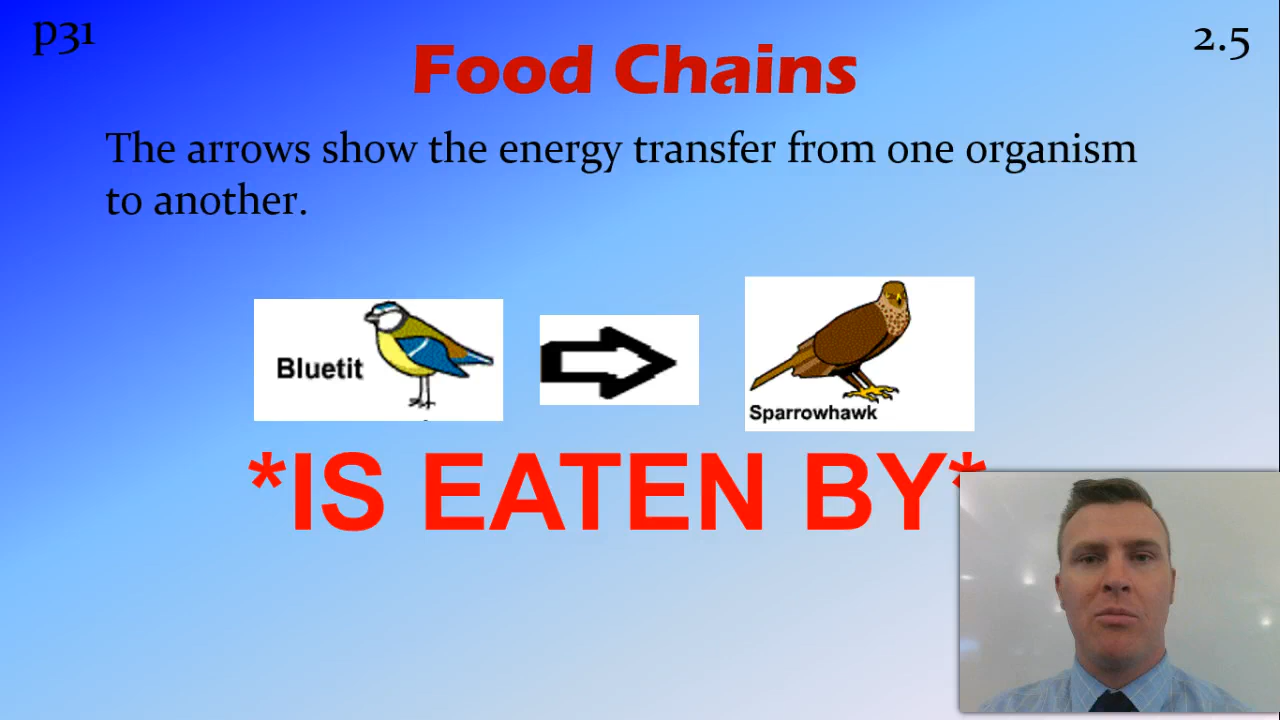 p31
2.5
Food Chains
The arrows show the energy transfer from one organism
to another.
Bluetit
Sparrowhawk
*IS EATEN BY*